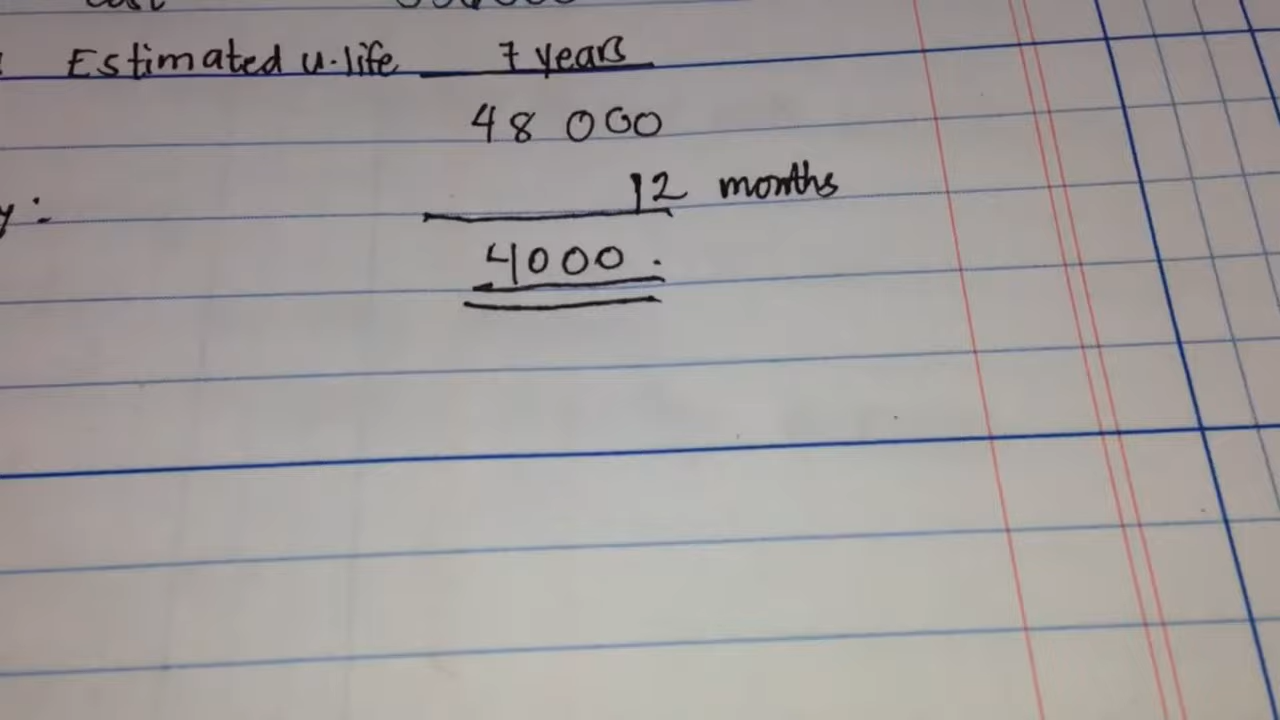 Estimated u.life 7 years
48 000
12 months
y:
4000.